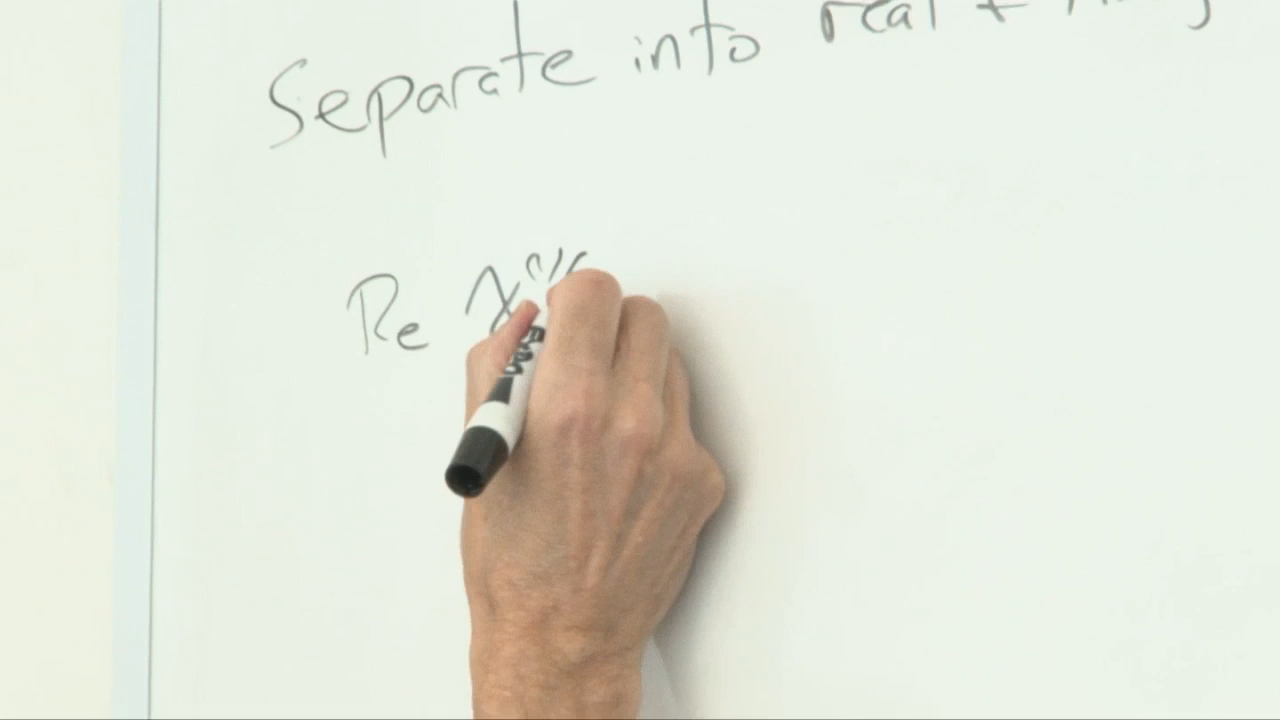 Separate into real +
Re χ